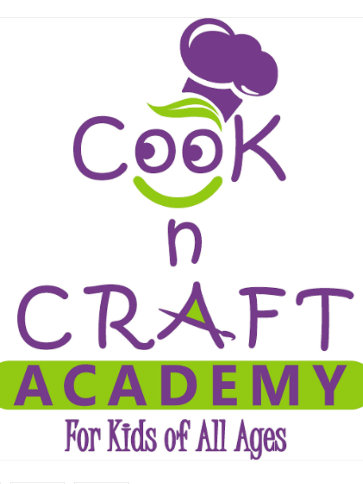 Cook
n
CRAFT
ACADEMY
For Kids of All Ages